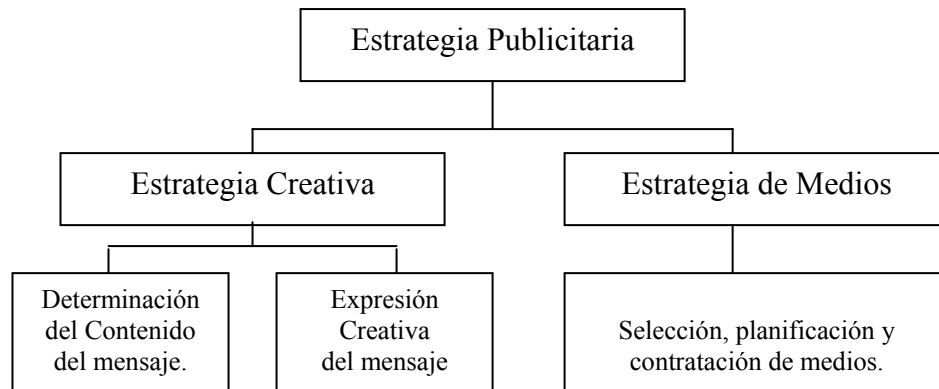 Estrategia Publicitaria
Estrategia Creativa
Estrategia de Medios
Determinación
del Contenido
del mensaje.
Expresión
Creativa
del mensaje
Selección, planificación y
contratación de medios.